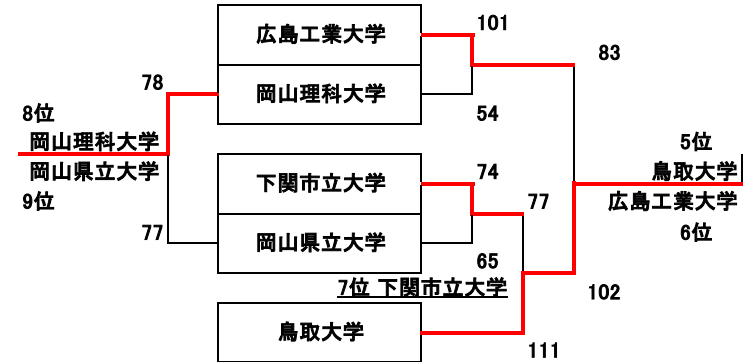 広島工業大学
101
83
78
岡山理科大学
8位
54
岡山理科大学
5位
岡山県立大学
74
鳥取大学
下関市立大学
9位
77
広島工業大学
77
岡山県立大学
6位
65
7位 下関市立大学
102
鳥取大学
111